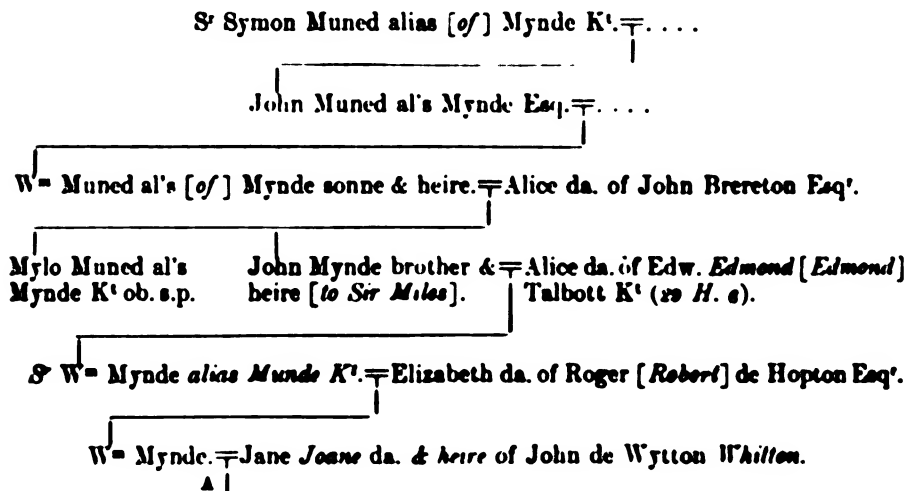 Sr Symon Muned alias [of] Mynde Kt. . . . .
John Muned al's Mynde Esq. . . . .
Wm Muned al's [of] Mynde sonne & heire. Alice da. of John Brereton Esqr.
Mylo Muned al's
Mynde Kt ob. s.p.
John Mynde brother &
heire [to Sir Miles].
Alice da. of Edw. Edmond [Edmond]
Talbott Kt (29 H. 6).
Sr Wm Mynde alias Munde Kt. Elizabeth da. of Roger [Robert] de Hopton Esqr.
Wm Mynde. Jane Joane da. & heire of John de Wytton Whitton.
A